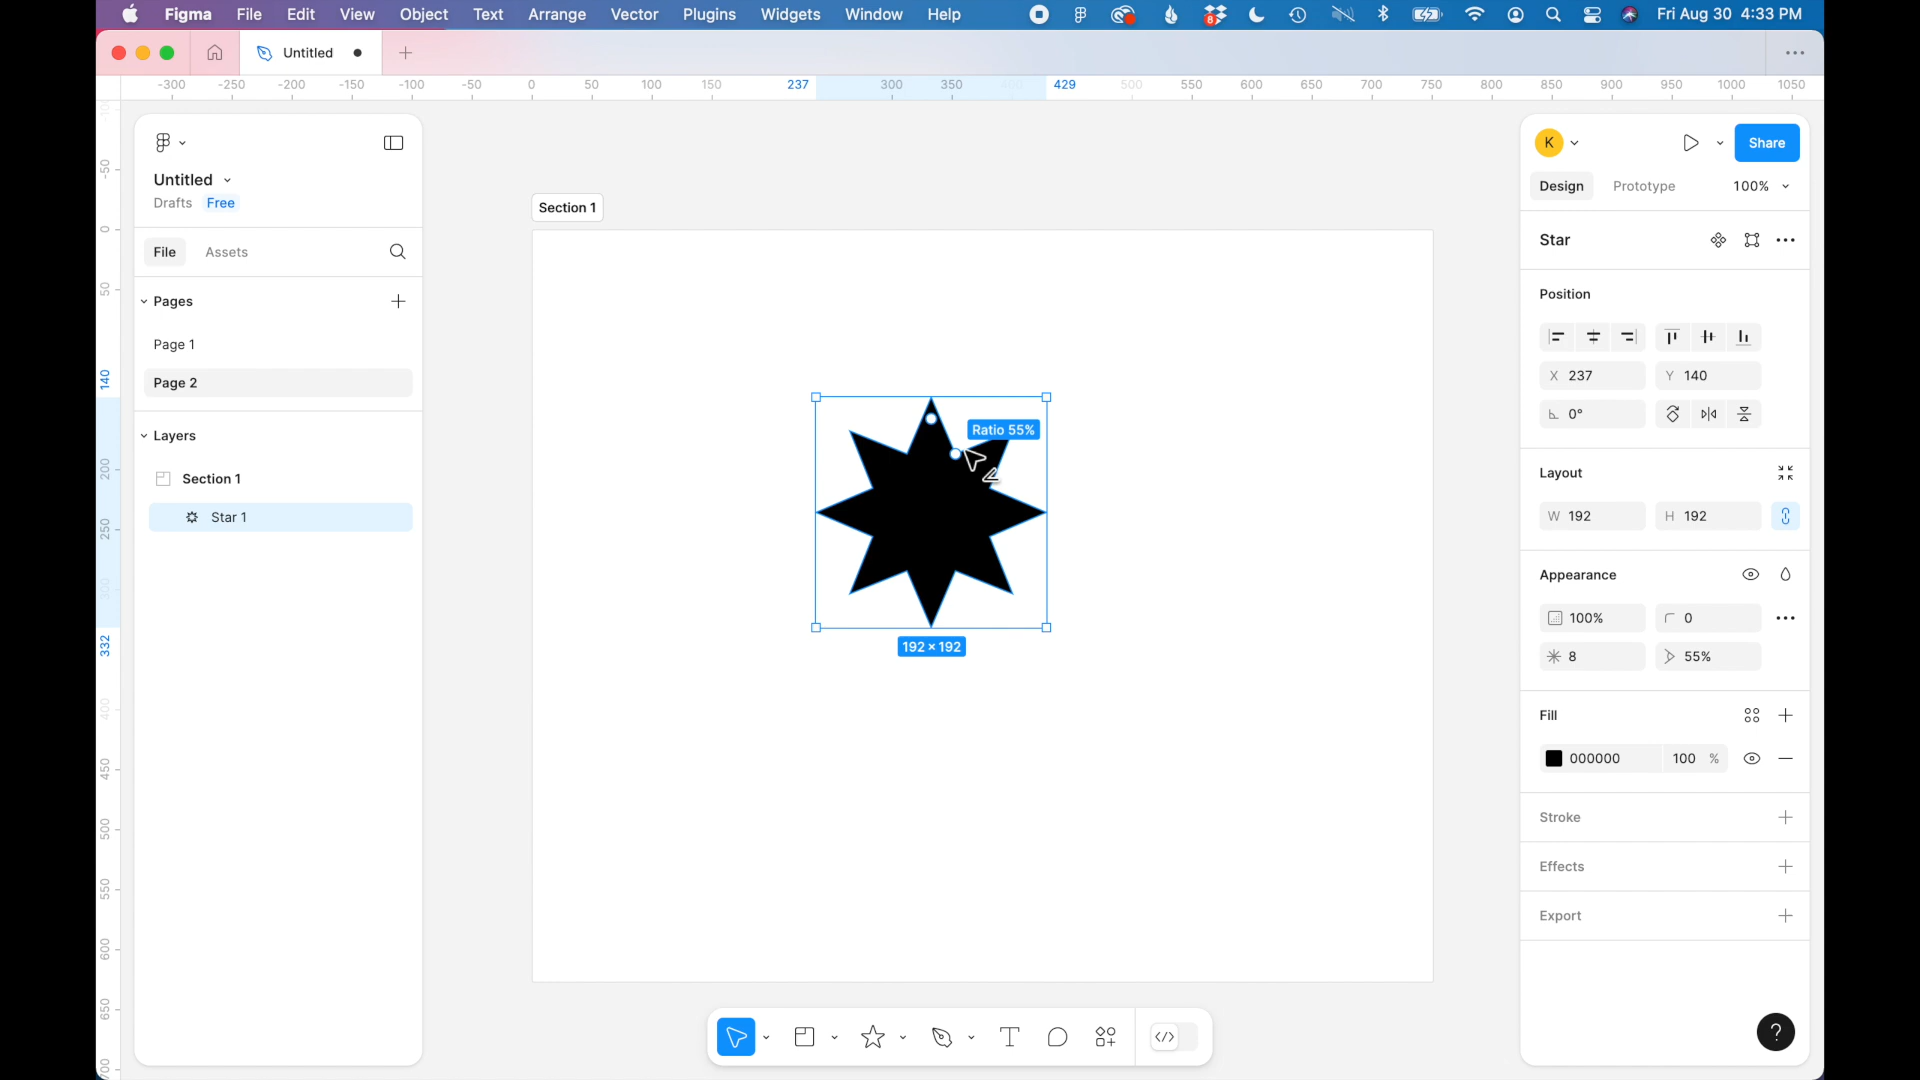 Figma File Edit View Object Text Arrange Vector Plugins Widgets Window Help 8 Fri Aug 30 4:33 PM
Untitled
-300 -250 -200 -150 -100 -50 0 50 100 150 237 300 350 400 429 500 550 600 650 700 750 800 850 900 950 1000 1050
-50
0
50
140
200
250
300
332
400
450
500
550
600
650
700
Untitled
Drafts Free
File Assets
Pages
Page 1
Page 2
Layers
Section 1
Star 1
Section 1
Ratio 55%
192 × 192
K Share
Design Prototype 100%
Star
Position
X 237 Y 140
0°
Layout
W 192 H 192
Appearance
100% 0
8 55%
Fill
000000 100 %
Stroke
Effects
Export
?